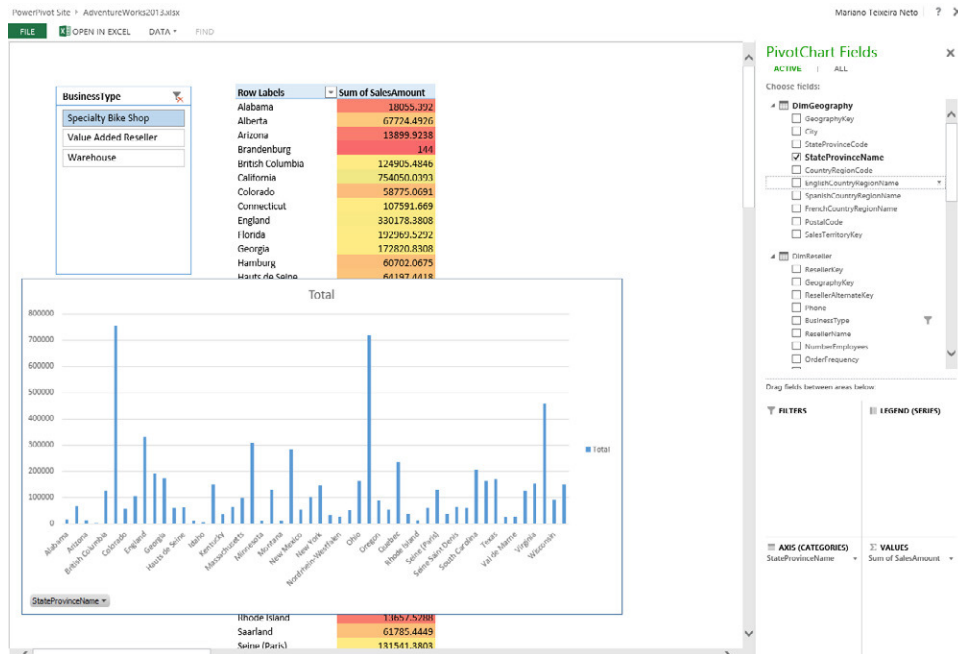 PowerPivot Site ▸ AdventureWorks2013.xlsx
Mariano Teixeira Neto ?
FILE OPEN IN EXCEL DATA FIND
BusinessType
Specialty Bike Shop
Value Added Reseller
Warehouse
Row Labels Sum of SalesAmount
Alabama 18055.392
Alberta 67724.4926
Arizona 13899.9238
Brandenburg 144
British Columbia 124905.4846
California 754050.0393
Colorado 58775.0691
Connecticut 107591.669
England 330178.3808
Florida 192969.5292
Georgia 172820.8308
Hamburg 60702.0675
Hauts de Seine 64197.4418
Total
800000
700000
600000
500000
400000
300000
200000
100000
0
Alabama
Arizona
British Columbia
Colorado
England
Georgia
Hauts de Seine
Idaho
Kentucky
Massachusetts
Minnesota
Montana
New Mexico
New York
Nordrhein-Westfalen
Ohio
Oregon
Quebec
Rhode Island
Seine (Paris)
Seine Saint Denis
South Carolina
Texas
Val de Marne
Virginia
Wisconsin
Total
StateProvinceName
Rhode Island 13657.5288
Saarland 61785.4449
Seine (Paris) 131541.3803
PivotChart Fields
ACTIVE | ALL
Choose fields:
DimGeography
GeographyKey
City
StateProvinceCode
StateProvinceName
CountryRegionCode
EnglishCountryRegionName
SpanishCountryRegionName
FrenchCountryRegionName
PostalCode
SalesTerritoryKey
DimReseller
ResellerKey
GeographyKey
ResellerAlternateKey
Phone
BusinessType
ResellerName
NumberEmployees
OrderFrequency
Drag fields between areas below:
FILTERS
LEGEND (SERIES)
AXIS (CATEGORIES)
StateProvinceName
Σ VALUES
Sum of SalesAmount